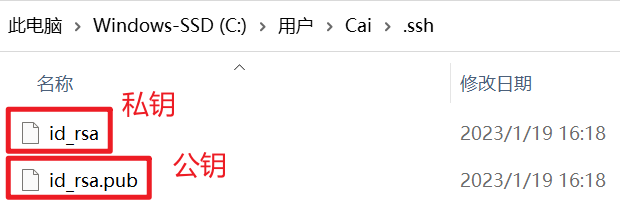 此电脑 > Windows-SSD (C:) > 用户 > Cai > .ssh
名称 修改日期
私钥
id_rsa 2023/1/19 16:18
公钥
id_rsa.pub 2023/1/19 16:18